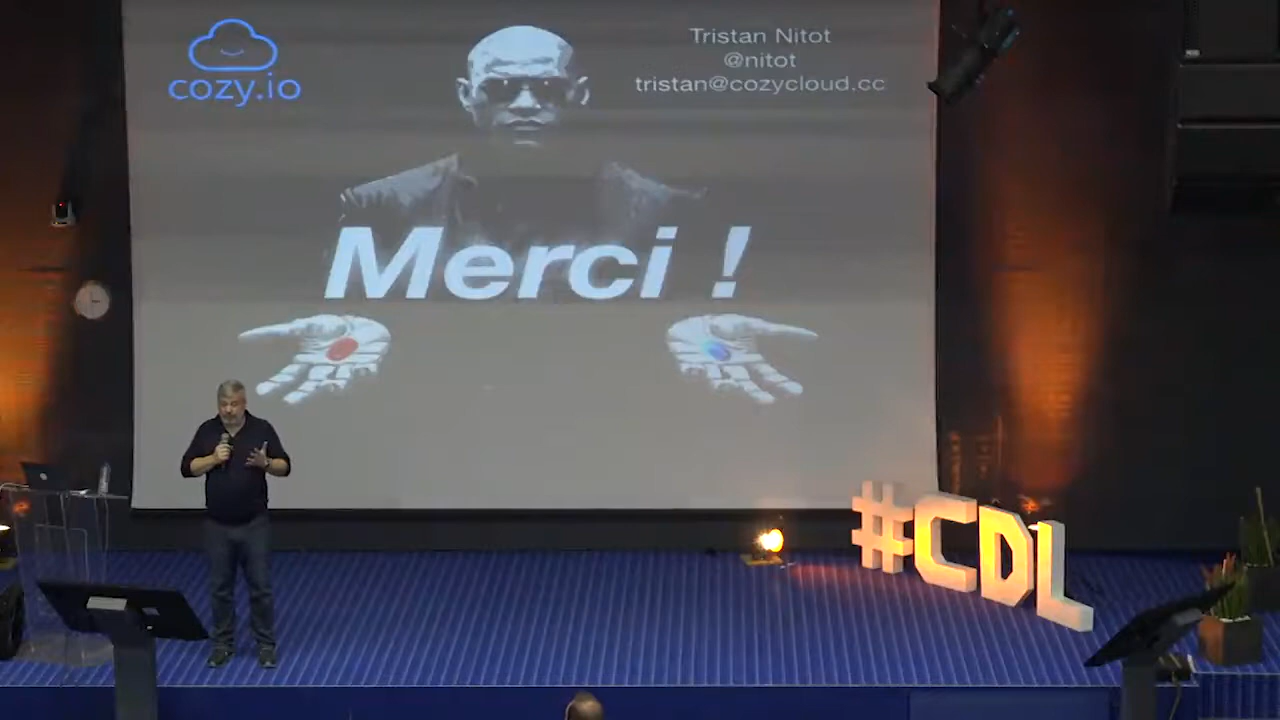 cozy.io
Tristan Nitot
@nitot
tristan@cozycloud.cc
Merci !
#CDL